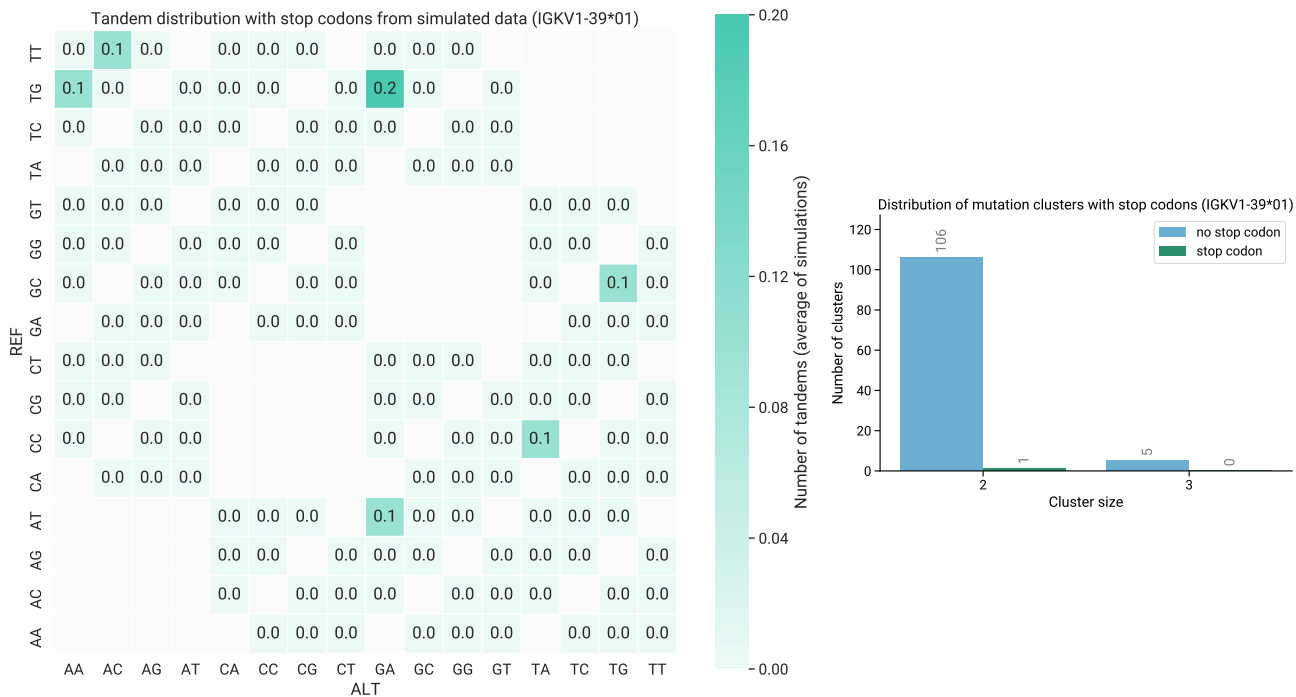 Tandem distribution with stop codons from simulated data (IGKV1-39*01)
REF
TT 0.0 0.1 0.0 0.0 0.0 0.0 0.0 0.0 0.0
TG 0.1 0.0 0.0 0.0 0.0 0.0 0.2 0.0 0.0
TC 0.0 0.0 0.0 0.0 0.0 0.0 0.0 0.0 0.0
TA 0.0 0.0 0.0 0.0 0.0 0.0 0.0 0.0 0.0
GT 0.0 0.0 0.0 0.0 0.0 0.0 0.0 0.0 0.0
GG 0.0 0.0 0.0 0.0 0.0 0.0 0.0 0.0 0.0
GC 0.0 0.0 0.0 0.0 0.0 0.0 0.0 0.1 0.0
GA 0.0 0.0 0.0 0.0 0.0 0.0 0.0 0.0 0.0
CT 0.0 0.0 0.0 0.0 0.0 0.0 0.0 0.0 0.0
CG 0.0 0.0 0.0 0.0 0.0 0.0 0.0 0.0 0.0
CC 0.0 0.0 0.0 0.0 0.0 0.0 0.1 0.0 0.0
CA 0.0 0.0 0.0 0.0 0.0 0.0 0.0 0.0 0.0
AT 0.0 0.0 0.0 0.1 0.0 0.0 0.0 0.0 0.0
AG 0.0 0.0 0.0 0.0 0.0 0.0 0.0 0.0 0.0
AC 0.0 0.0 0.0 0.0 0.0 0.0 0.0 0.0 0.0
AA 0.0 0.0 0.0 0.0 0.0 0.0 0.0 0.0 0.0
AA AC AG AT CA CC CG CT GA GC GG GT TA TC TG TT
ALT
0.20
0.16
0.12
0.08
0.04
0.00
Number of tandems (average of simulations)
Distribution of mutation clusters with stop codons (IGKV1-39*01)
no stop codon
stop codon
Number of clusters
120
100
80
60
40
20
0
106
1
5
0
2 3
Cluster size